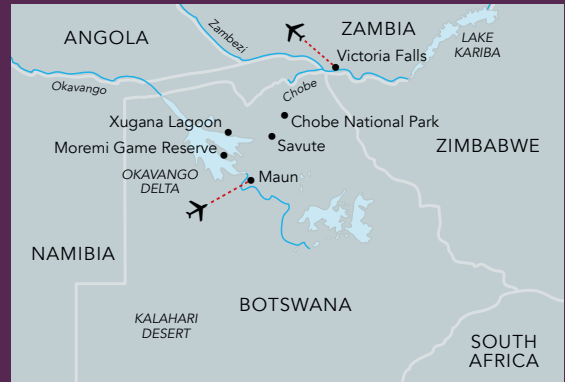 ZAMBIA
ANGOLA
Zambezi
LAKE
KARIBA
Victoria Falls
Okavango
Chobe
Xugana Lagoon
Chobe National Park
Moremi Game Reserve
Savute
ZIMBABWE
OKAVANGO
DELTA
Maun
NAMIBIA
BOTSWANA
KALAHARI
DESERT
SOUTH
AFRICA